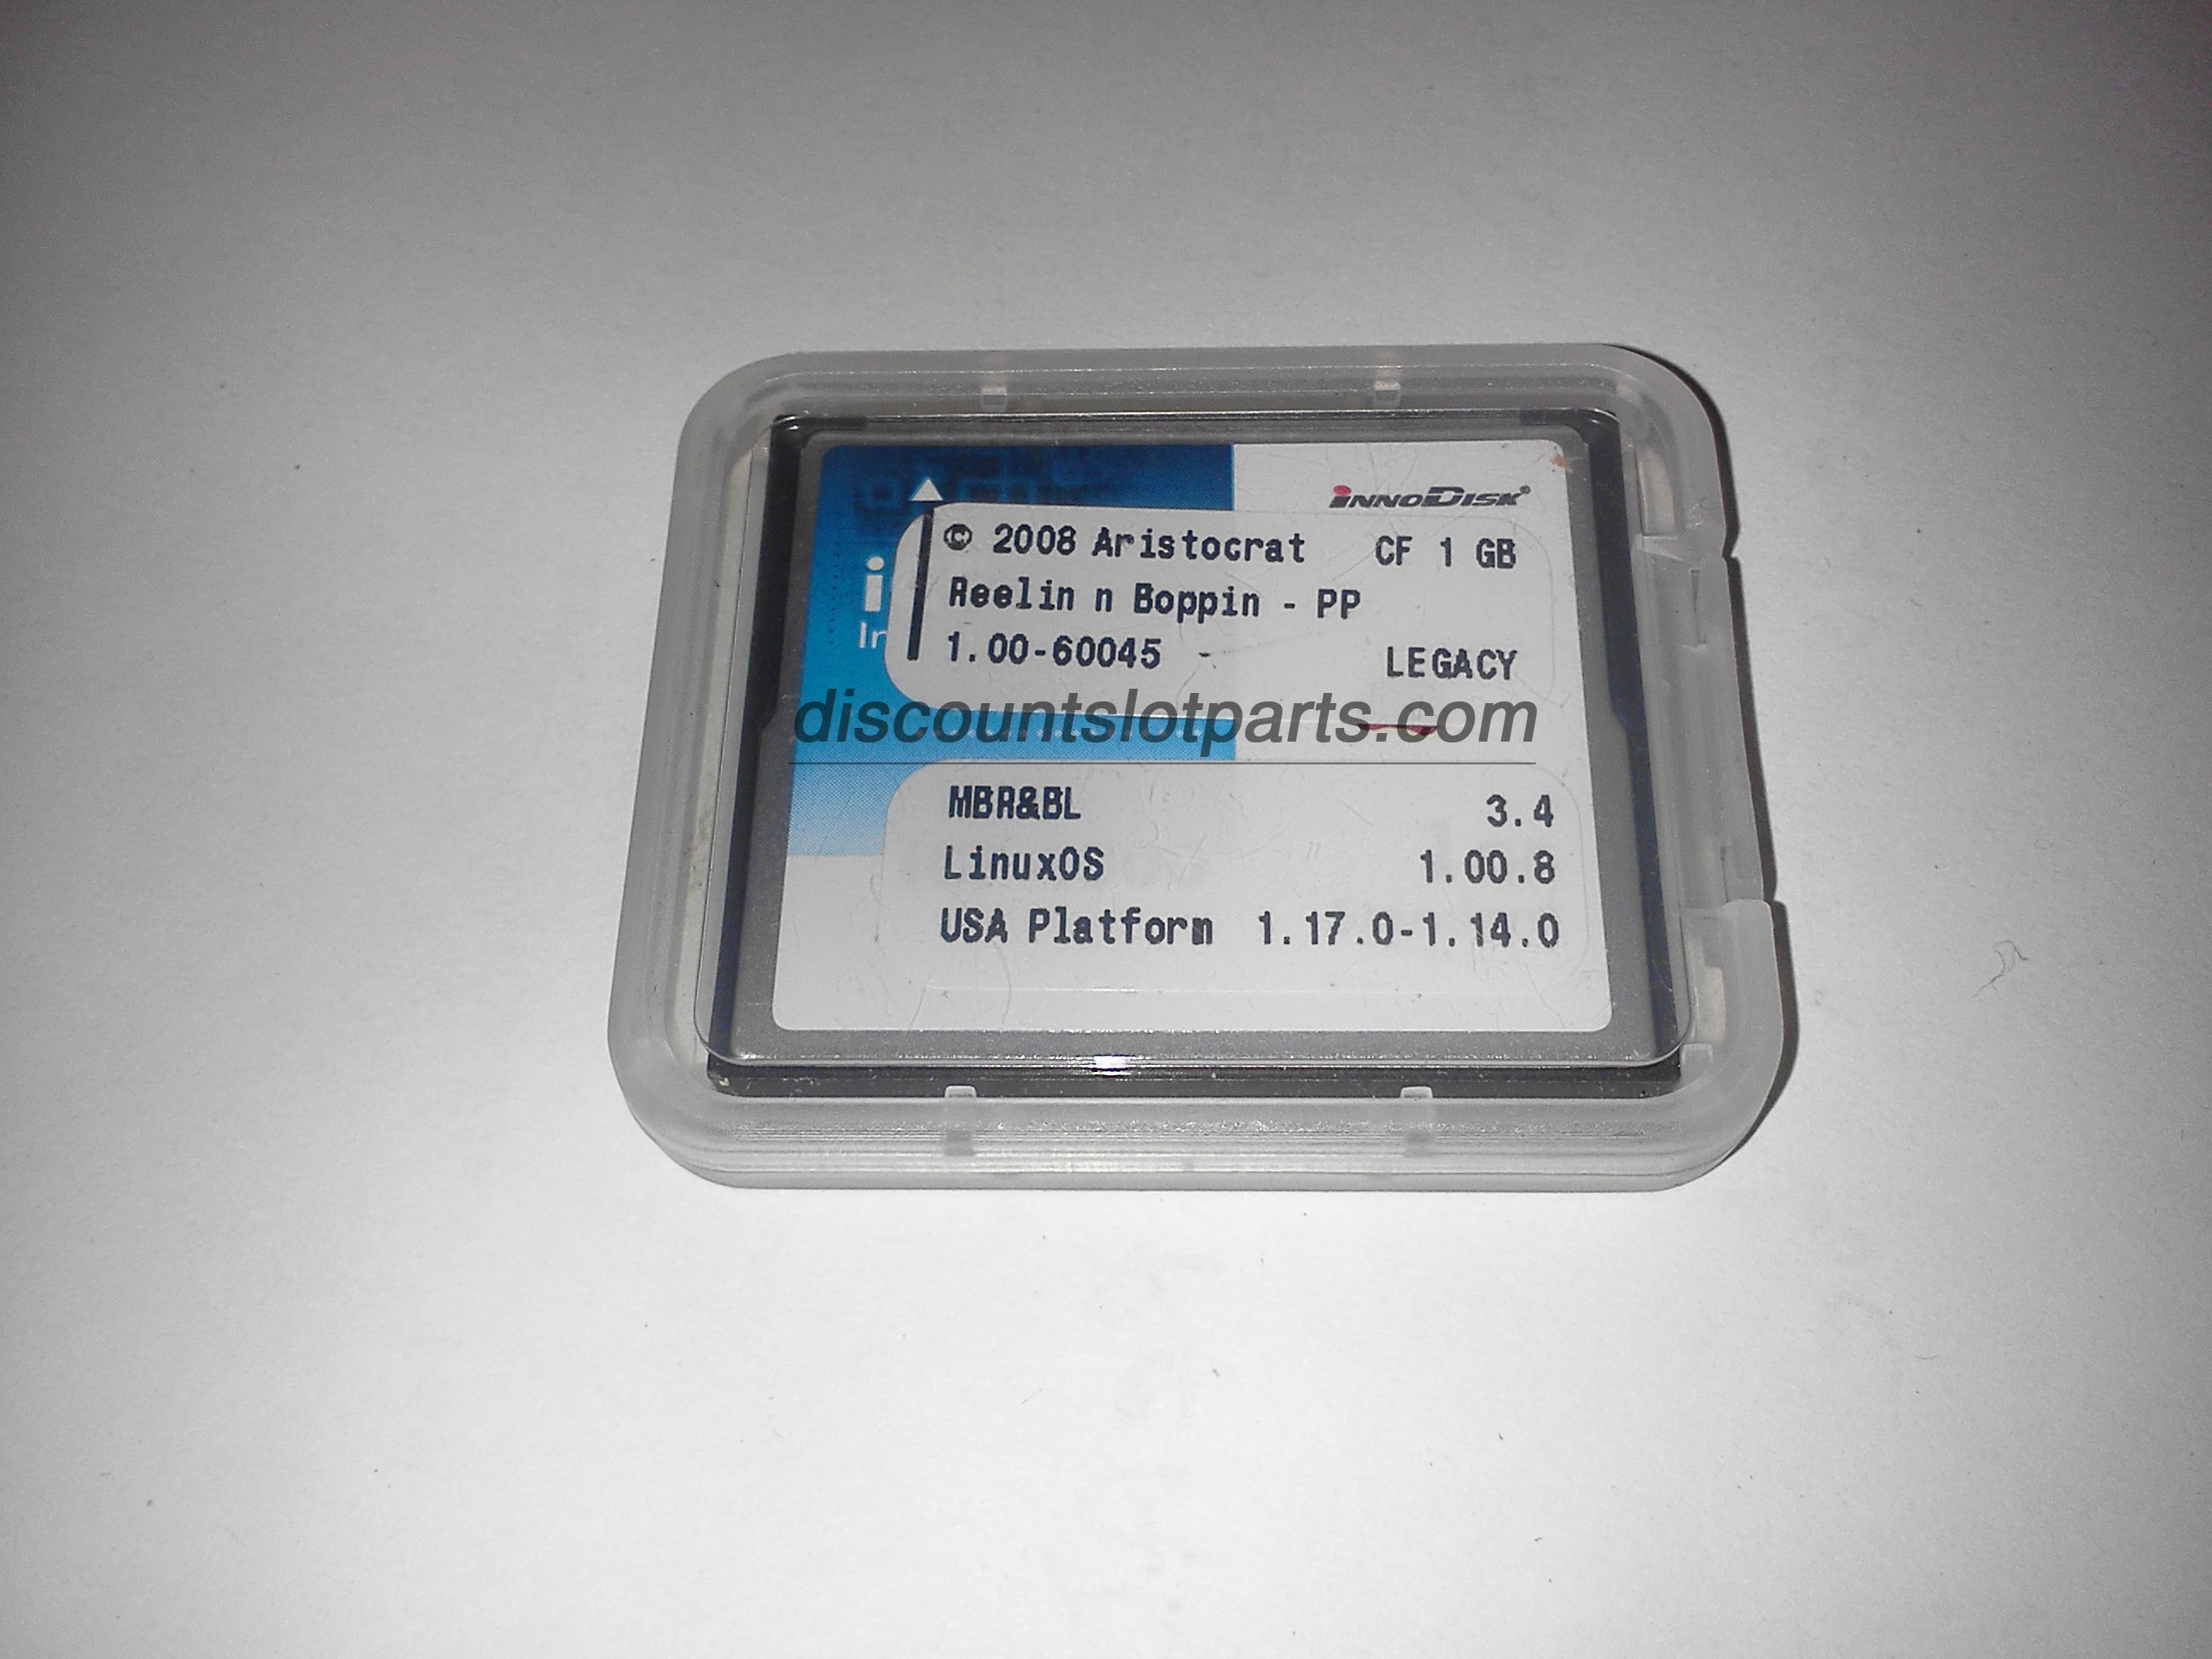 iNNODISK®
© 2008 Aristocrat CF 1 GB
Reelin n Boppin - PP
1.00-60045 LEGACY
discountslotparts.com
MBR&BL 3.4
LinuxOS 1.00.8
USA Platform 1.17.0-1.14.0